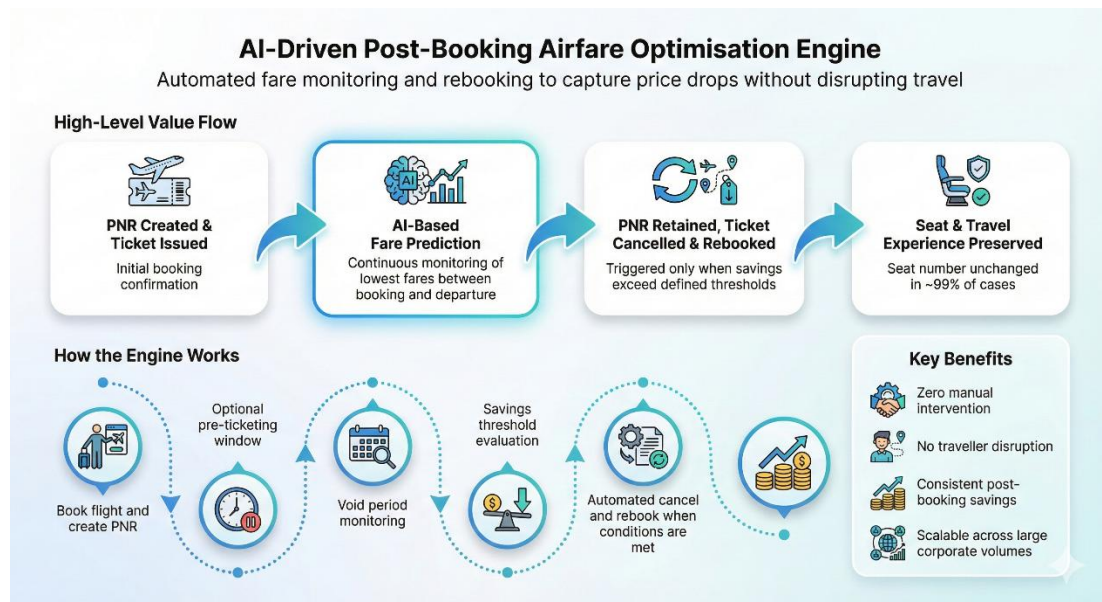 AI-Driven Post-Booking Airfare Optimisation Engine
Automated fare monitoring and rebooking to capture price drops without disrupting travel
High-Level Value Flow
PNR Created &
Ticket Issued
Initial booking
confirmation
AI
AI-Based
Fare Prediction
Continuous monitoring of
lowest fares between
booking and departure
PNR Retained, Ticket
Cancelled & Rebooked
Triggered only when savings
exceed defined thresholds
Seat & Travel
Experience Preserved
Seat number unchanged
in ~99% of cases
How the Engine Works
Book flight and
create PNR
Optional
pre-ticketing
window
Void period
monitoring
Savings
threshold
evaluation
$
Automated cancel
and rebook when
conditions are
met
$
Key Benefits
Zero manual
intervention
No traveller disruption
Consistent post-
booking savings
Scalable across large
corporate volumes